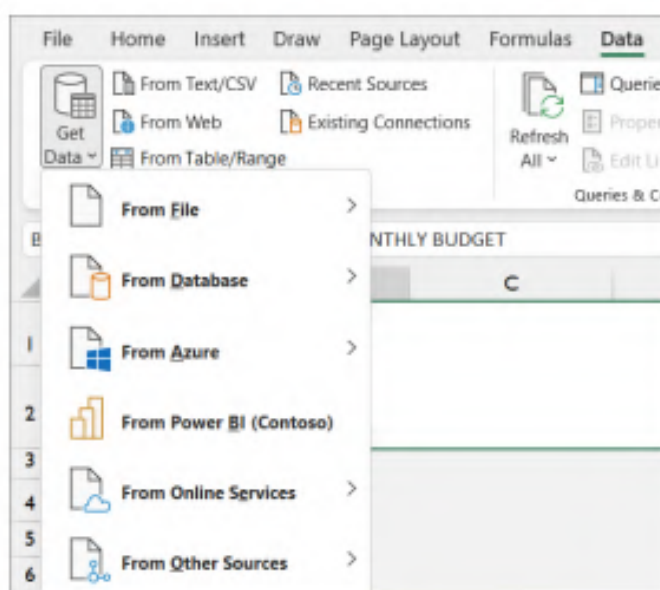 File Home Insert Draw Page Layout Formulas Data
Get Data
From Text/CSV
Recent Sources
From Web
Existing Connections
From Table/Range
Refresh All
Queries & C
From File
From Database
From Azure
From Power BI (Contoso)
From Online Services
From Other Sources
NTHLY BUDGET
C
1
2
3
4
5
6